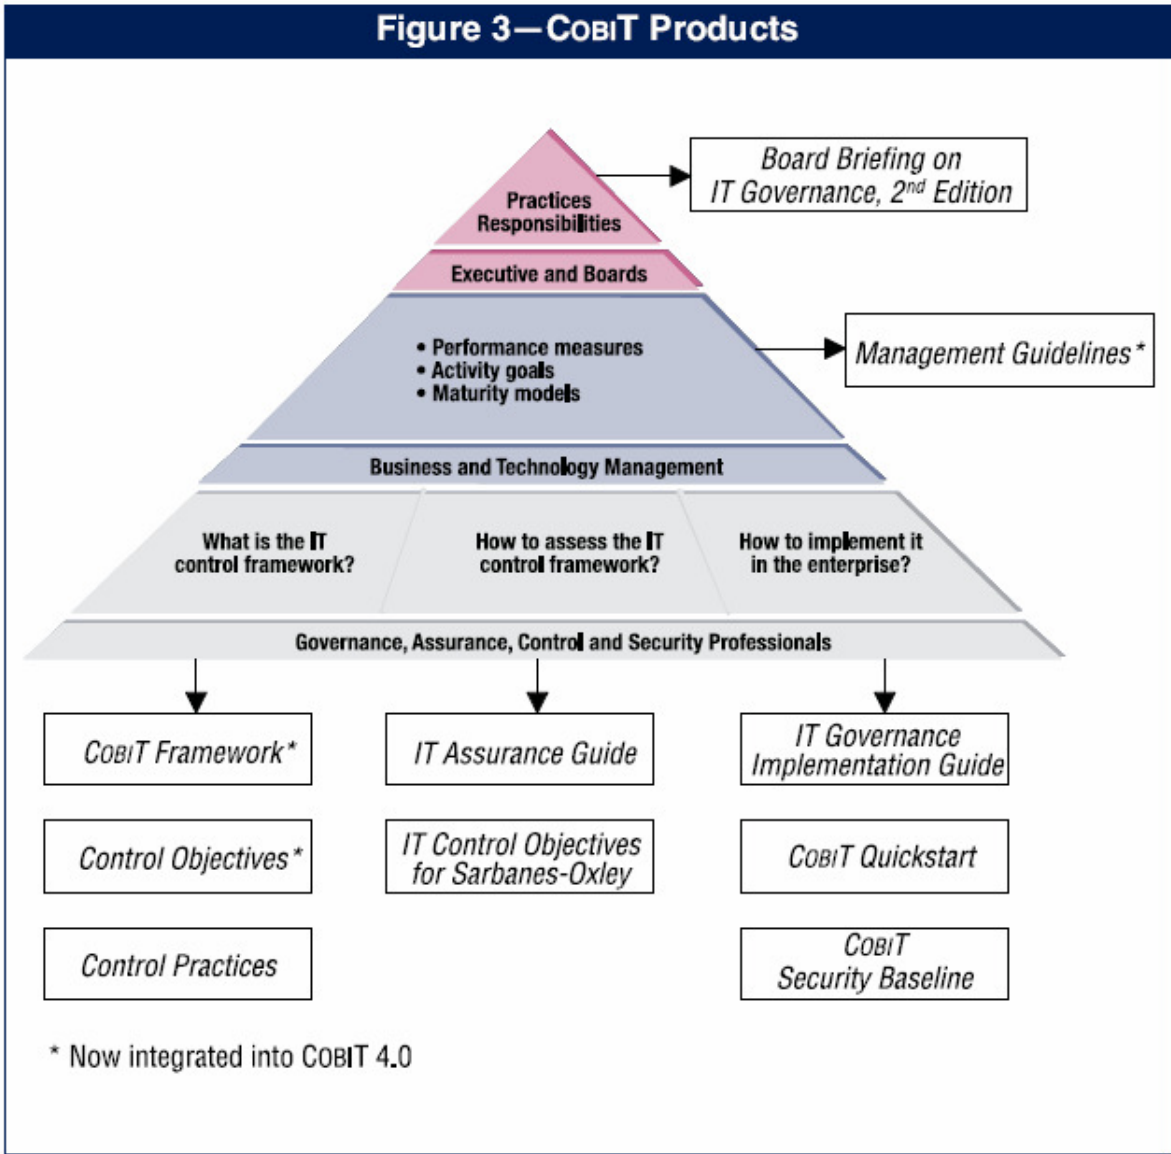 Figure 3—COBIT Products
Board Briefing on
IT Governance, 2nd Edition
Practices
Responsibilities
Executive and Boards
• Performance measures
• Activity goals
• Maturity models
Management Guidelines*
Business and Technology Management
What is the IT
control framework?
How to assess the IT
control framework?
How to implement it
in the enterprise?
Governance, Assurance, Control and Security Professionals
COBIT Framework*
IT Assurance Guide
IT Governance
Implementation Guide
Control Objectives*
IT Control Objectives
for Sarbanes-Oxley
COBIT Quickstart
Control Practices
COBIT
Security Baseline
* Now integrated into COBIT 4.0